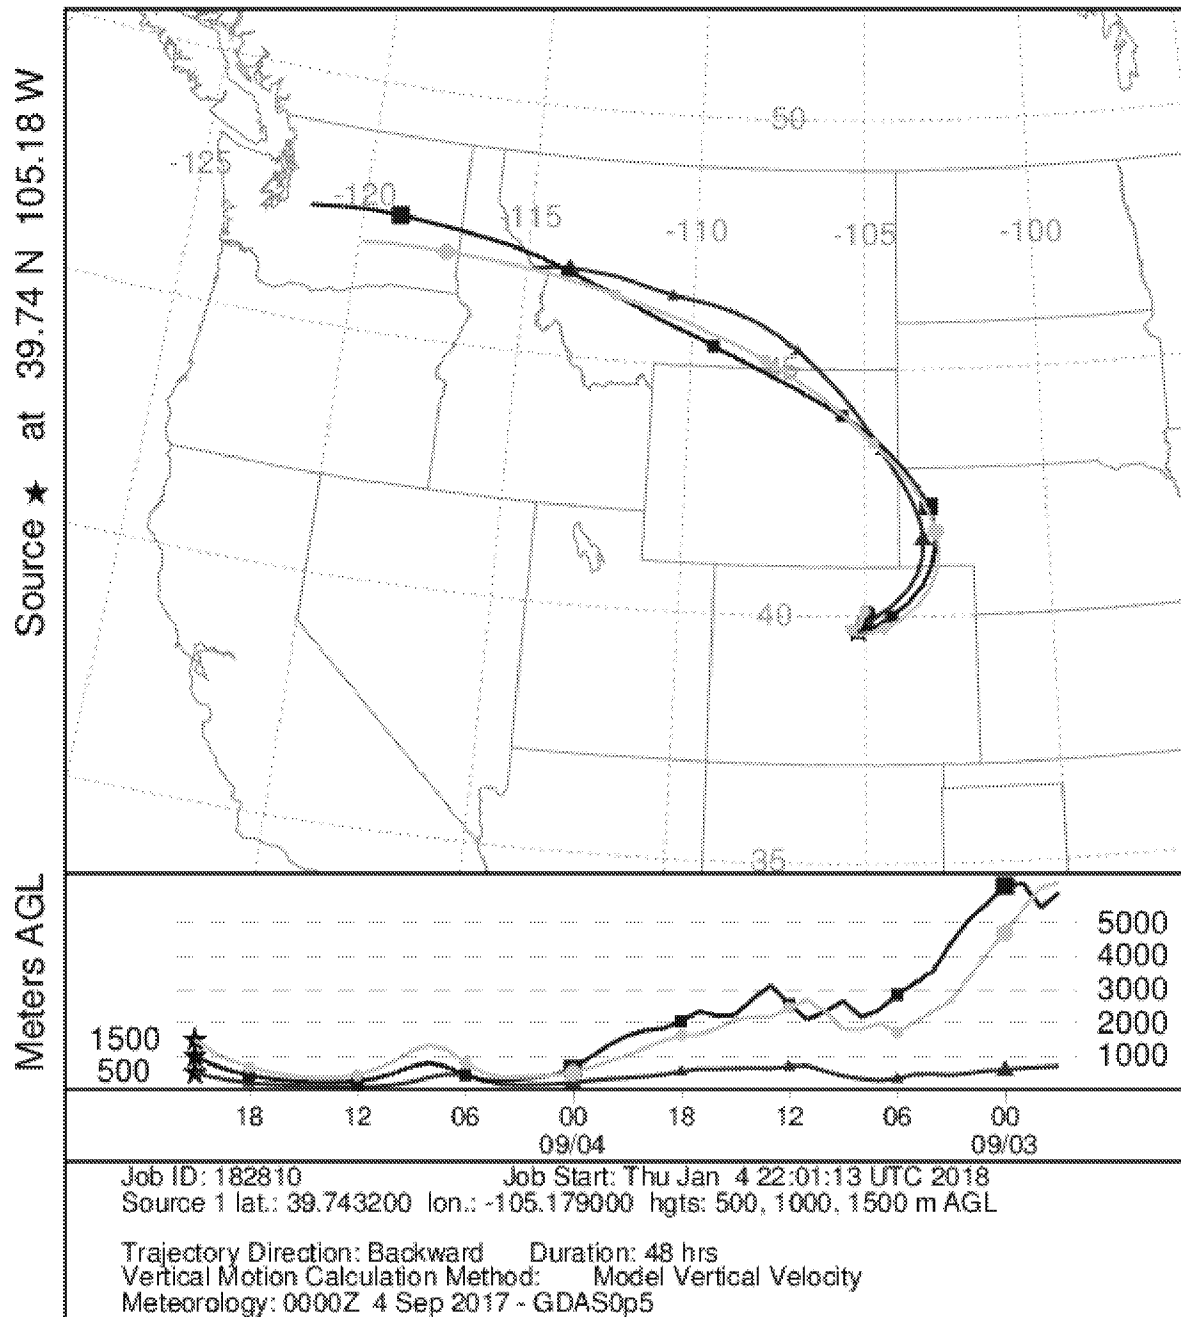 Source ★ at 39.74 N 105.18 W
50
-125
-120
-115
-110
-105
-100
45
40
35
Meters AGL
5000
4000
3000
2000
1000
1500
500
18 12 06 00 18 12 06 00
09/04 09/03
Job ID: 182810 Job Start: Thu Jan 4 22:01:13 UTC 2018
Source 1 lat.: 39.743200 lon.: -105.179000 hgts: 500, 1000, 1500 m AGL
Trajectory Direction: Backward Duration: 48 hrs
Vertical Motion Calculation Method: Model Vertical Velocity
Meteorology: 0000Z 4 Sep 2017 - GDAS0p5